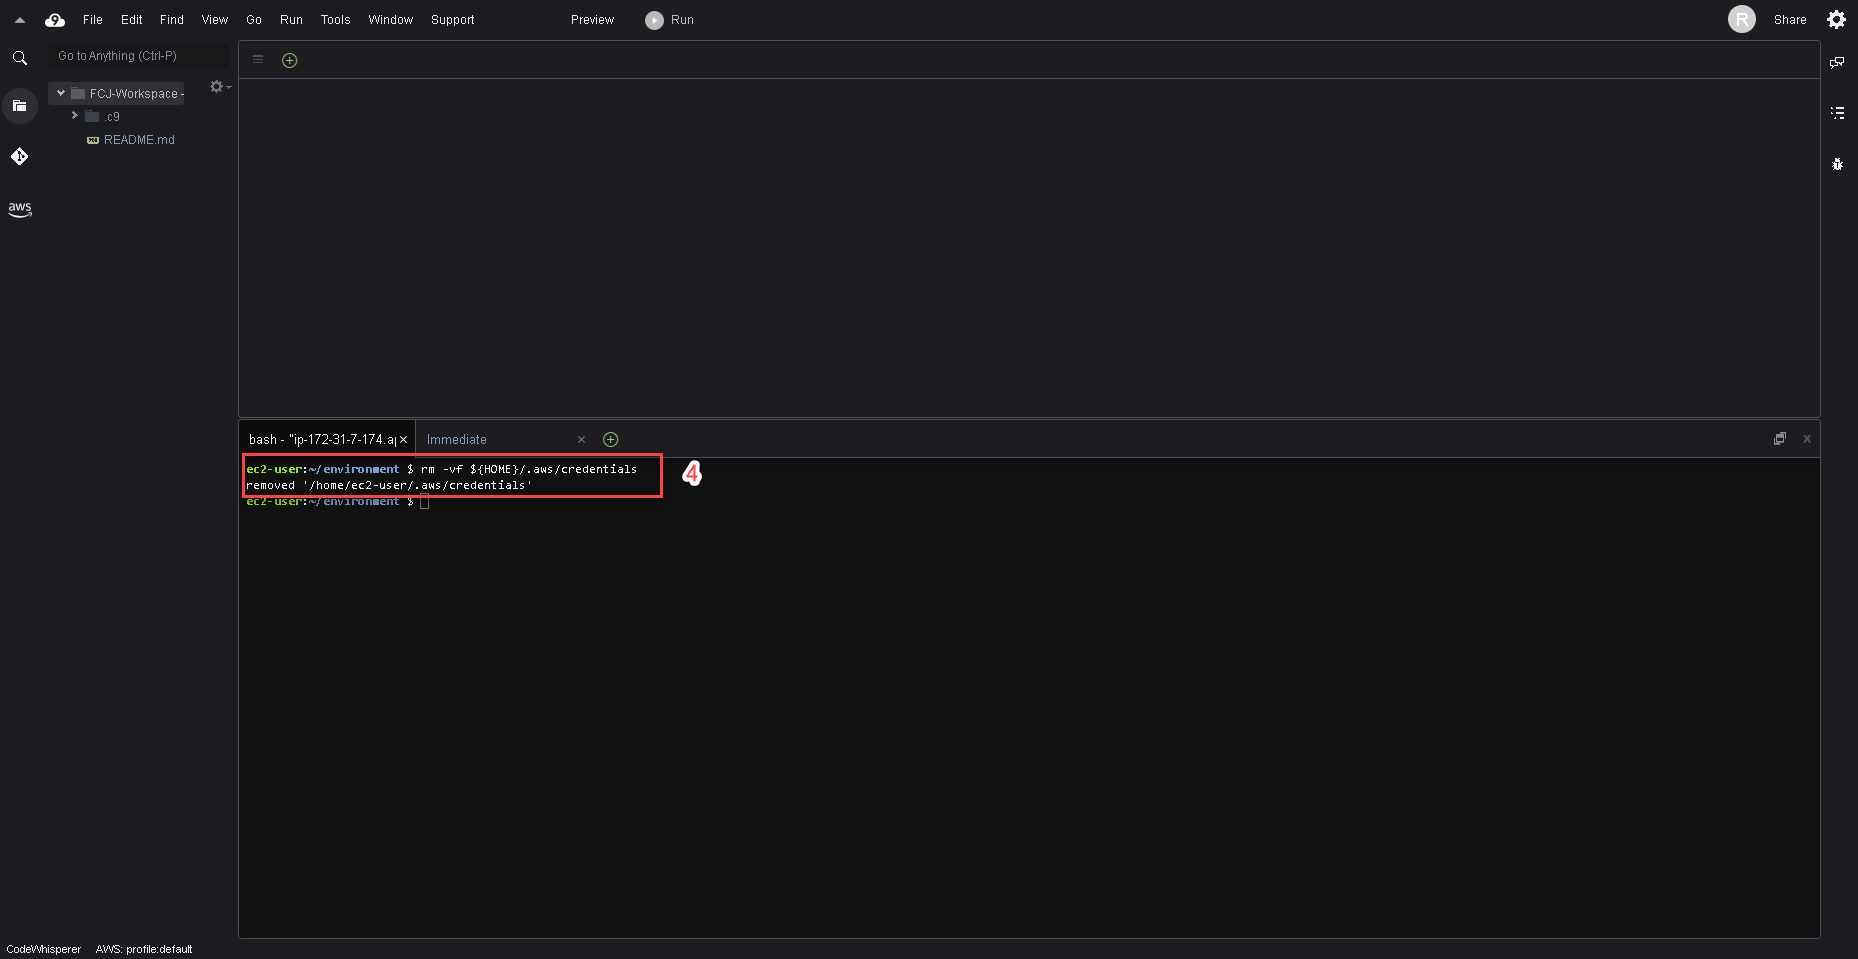 9 File Edit Find View Go Run Tools Window Support Preview Run R Share
Go to Anything (Ctrl-P)
FCJ-Workspace -
.c9
README.md
aws
bash - "ip-172-31-7-174.ap Immediate
ec2-user:~/environment $ rm -vf ${HOME}/.aws/credentials
removed '/home/ec2-user/.aws/credentials'
4
ec2-user:~/environment $
CodeWhisperer AWS: profile:default